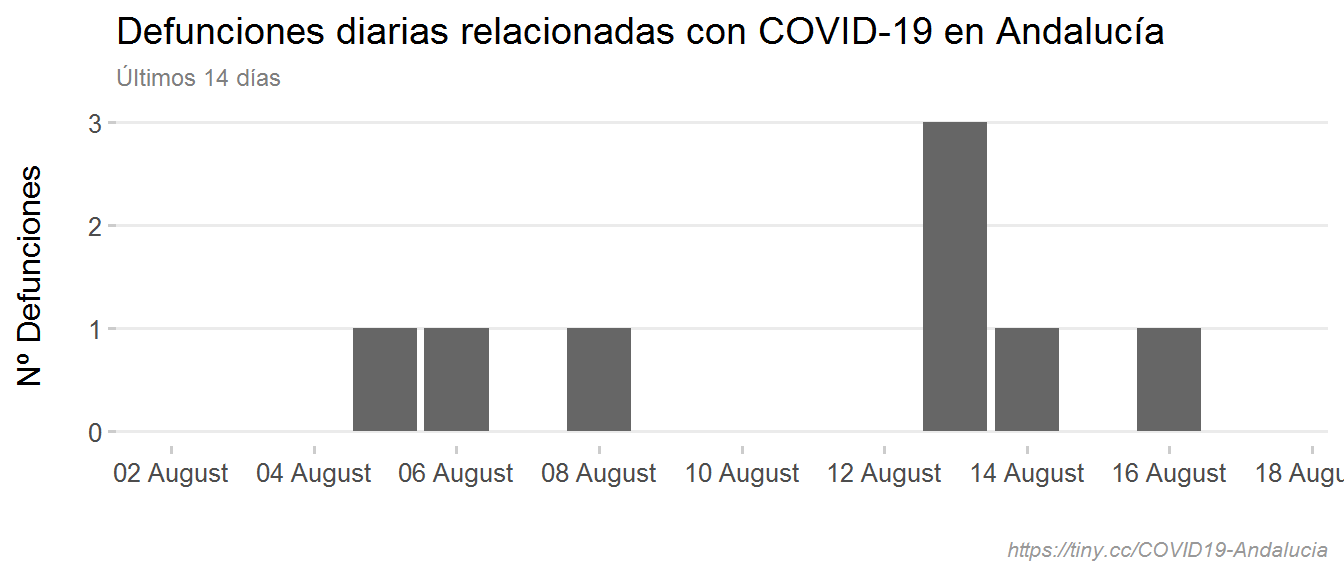 Defunciones diarias relacionadas con COVID-19 en Andalucía
Últimos 14 días
Nº Defunciones
3
2
1
0
02 August 04 August 06 August 08 August 10 August 12 August 14 August 16 August 18 Augu
https://tiny.cc/COVID19-Andalucia